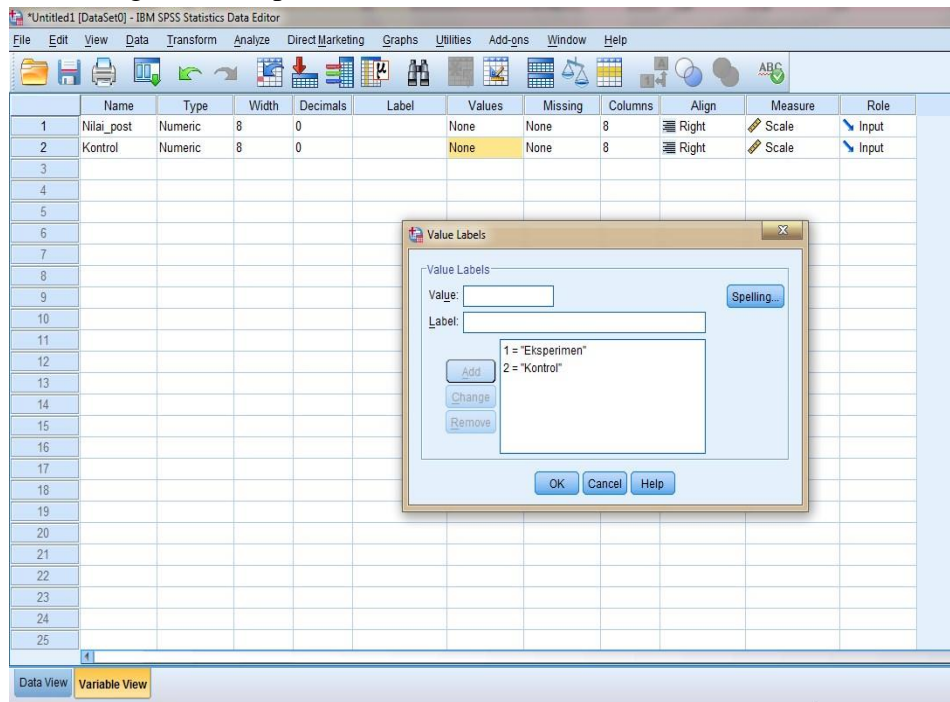 *Untitled1 [DataSet0] - IBM SPSS Statistics Data Editor
File Edit View Data Transform Analyze Direct Marketing Graphs Utilities Add-ons Window Help
Name Type Width Decimals Label Values Missing Columns Align Measure Role
1 Nilai_post Numeric 8 0 None None 8 Right Scale Input
2 Kontrol Numeric 8 0 None None 8 Right Scale Input
3
4
5
6
7
8
9
10
11
12
13
14
15
16
17
18
19
20
21
22
23
24
25
Value Labels
Value Labels
Value:
Spelling...
Label:
1 = "Eksperimen"
2 = "Kontrol"
Add
Change
Remove
OK Cancel Help
Data View Variable View